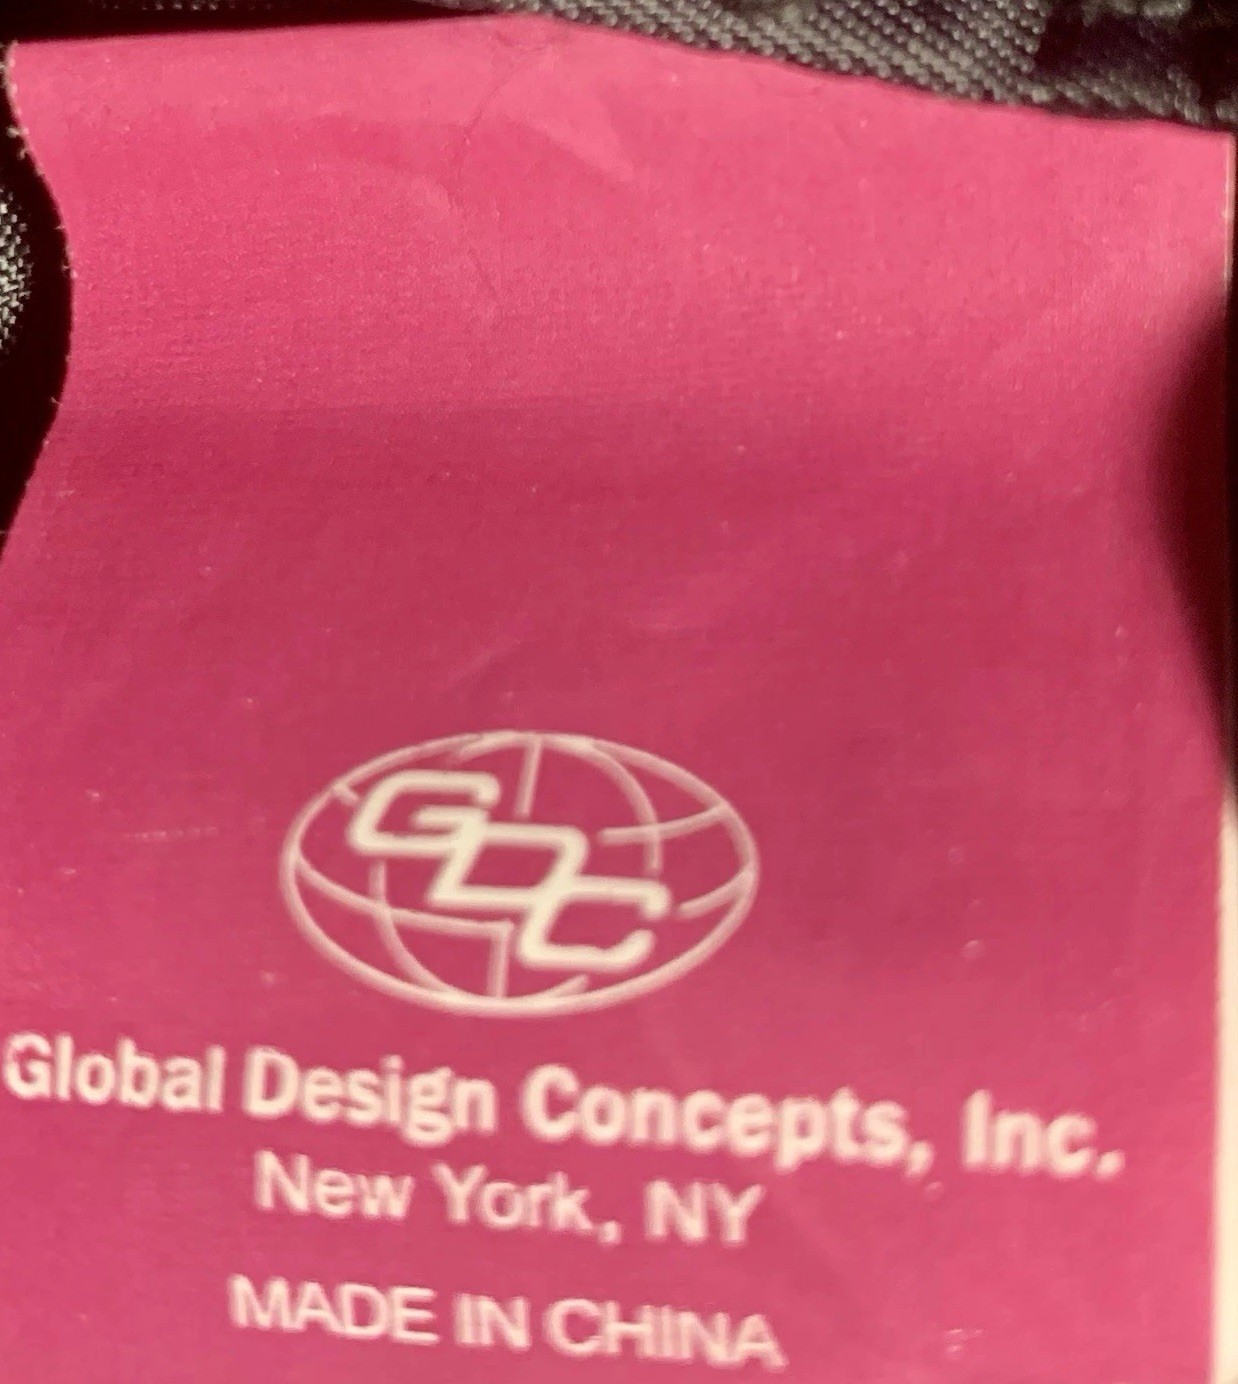 GDC
Global Design Concepts, Inc.
New York, NY
MADE IN CHINA